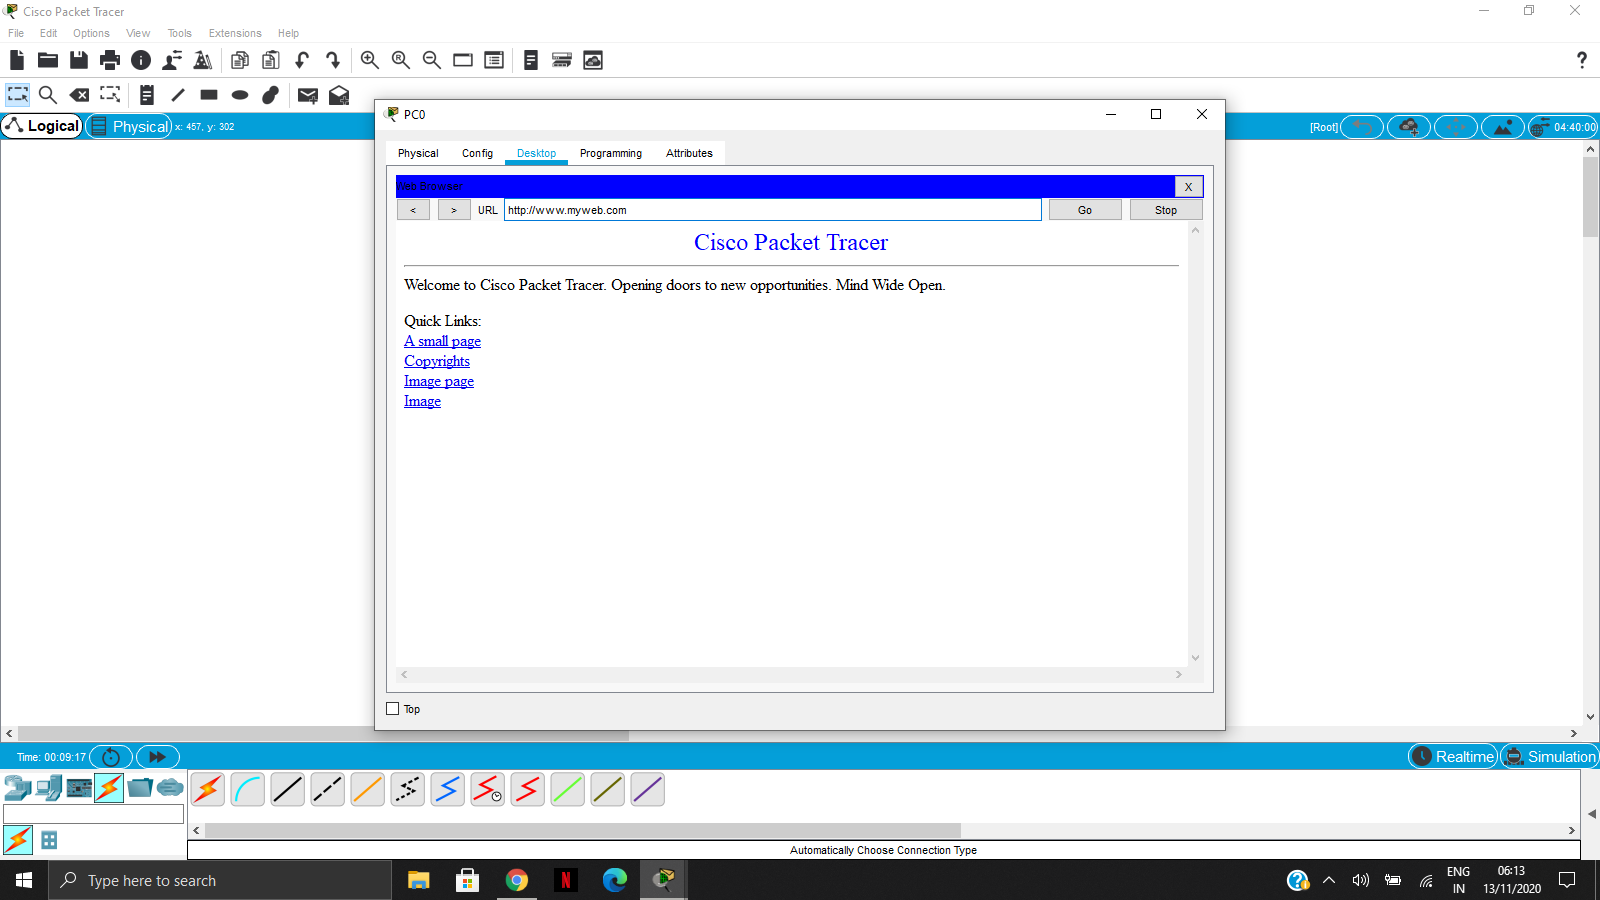 Cisco Packet Tracer
File Edit Options View Tools Extensions Help
R
?
PC0
Logical Physical x: 457, y: 302
[Root] 04:40:00
Physical Config Desktop Programming Attributes
Web Browser X
< > URL http://www.myweb.com Go Stop
Cisco Packet Tracer
Welcome to Cisco Packet Tracer. Opening doors to new opportunities. Mind Wide Open.
Quick Links:
A small page
Copyrights
Image page
Image
Top
Time: 00:09:17 Realtime Simulation
Automatically Choose Connection Type
Type here to search
N
ENG
IN
06:13
13/11/2020